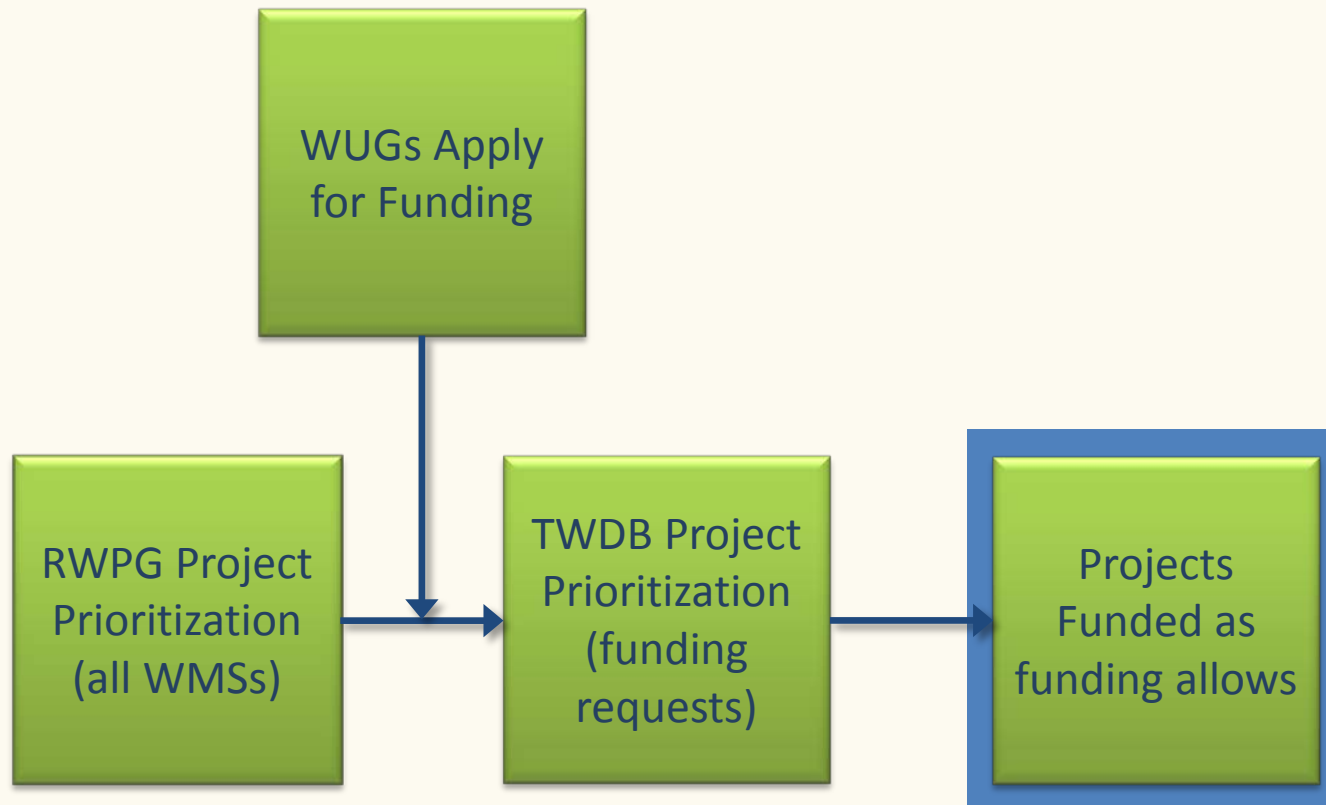 WUGs Apply
for Funding
RWPG Project
Prioritization
(all WMSs)
TWDB Project
Prioritization
(funding
requests)
Projects
Funded as
funding allows